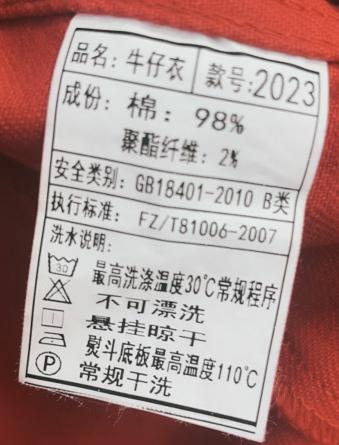 品名: 牛仔衣 款号:2023
成份: 棉: 98%
聚酯纤维: 2%
安全类别: GB18401-2010 B类
执行标准: FZ/T81006-2007
洗水说明:
30 最高洗涤温度30℃常规程序
不可漂洗
悬挂晾干
熨斗底板最高温度110℃
P 常规干洗